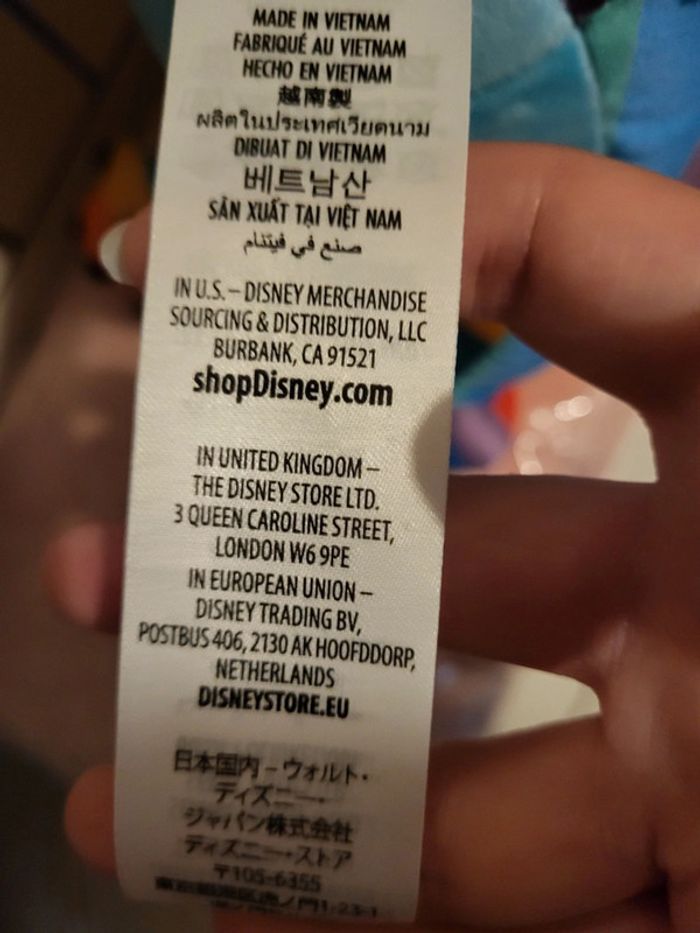 MADE IN VIETNAM
FABRIQUÉ AU VIETNAM
HECHO EN VIETNAM
越南製
ผลิตในประเทศเวียดนาม
DIBUAT DI VIETNAM
베트남산
SẢN XUẤT TẠI VIỆT NAM
صنع في فيتنام
IN U.S. – DISNEY MERCHANDISE
SOURCING & DISTRIBUTION, LLC
BURBANK, CA 91521
shopDisney.com
IN UNITED KINGDOM –
THE DISNEY STORE LTD.
3 QUEEN CAROLINE STREET,
LONDON W6 9PE
IN EUROPEAN UNION –
DISNEY TRADING BV,
POSTBUS 406, 2130 AK HOOFDDORP,
NETHERLANDS
DISNEYSTORE.EU
日本国内 – ウォルト・
ディズニー・
ジャパン株式会社
ディズニー・ストア
〒105-6355